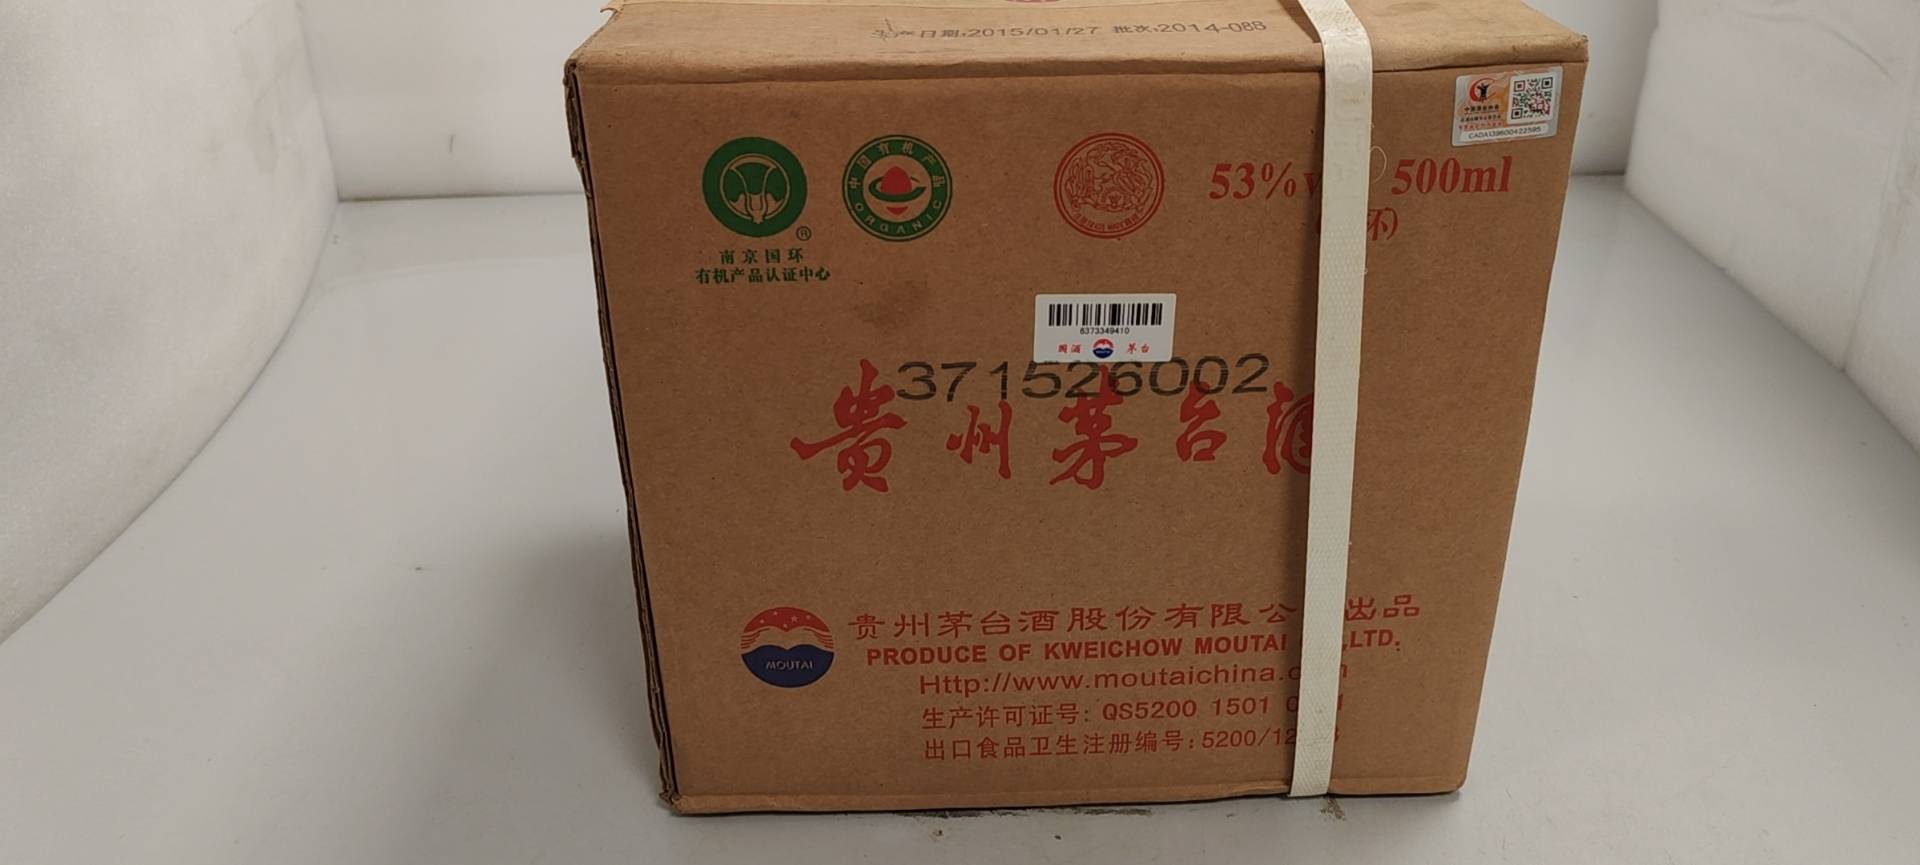 生产日期:2015/01/27 批次:2014-088
CADA139600422595
53% 500ml
中国有机产品
ORGANIC
®
南京国环
有机产品认证中心
6373349410
国酒 MOUTAI 茅台
371526002
贵州茅台酒
MOUTAI
贵州茅台酒股份有限公 出品
PRODUCE OF KWEICHOW MOUTAI ,LTD.
Http://www.moutaichina.
生产许可证号: QS5200 1501
出口食品卫生注册编号: 5200/12